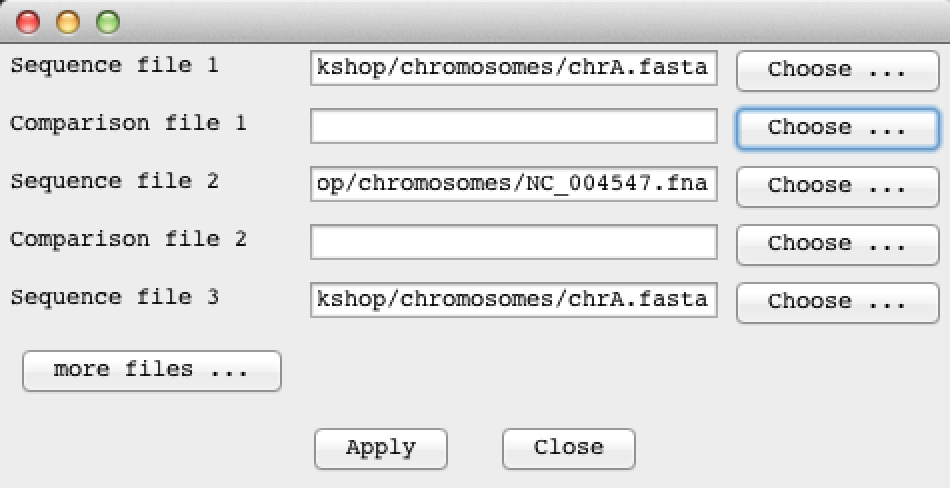 Sequence file 1 kshop/chromosomes/chrA.fasta Choose ...
Comparison file 1 Choose ...
Sequence file 2 op/chromosomes/NC_004547.fna Choose ...
Comparison file 2 Choose ...
Sequence file 3 kshop/chromosomes/chrA.fasta Choose ...
more files ...
Apply Close